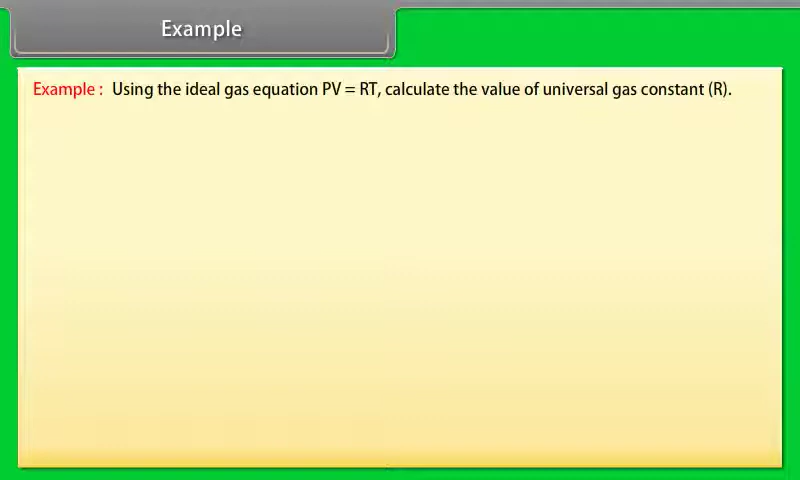 Example
Example : Using the ideal gas equation PV = RT, calculate the value of universal gas constant (R).